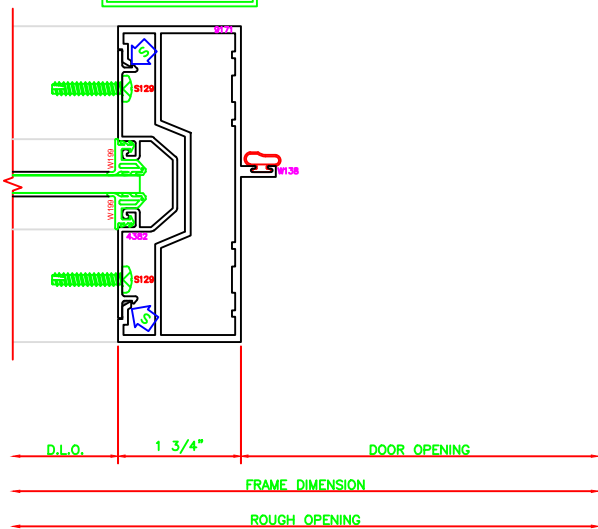 9171
S
S129
W199
W138
W199
4382
S129
S
D.L.O.
1 3/4"
DOOR OPENING
FRAME DIMENSION
ROUGH OPENING